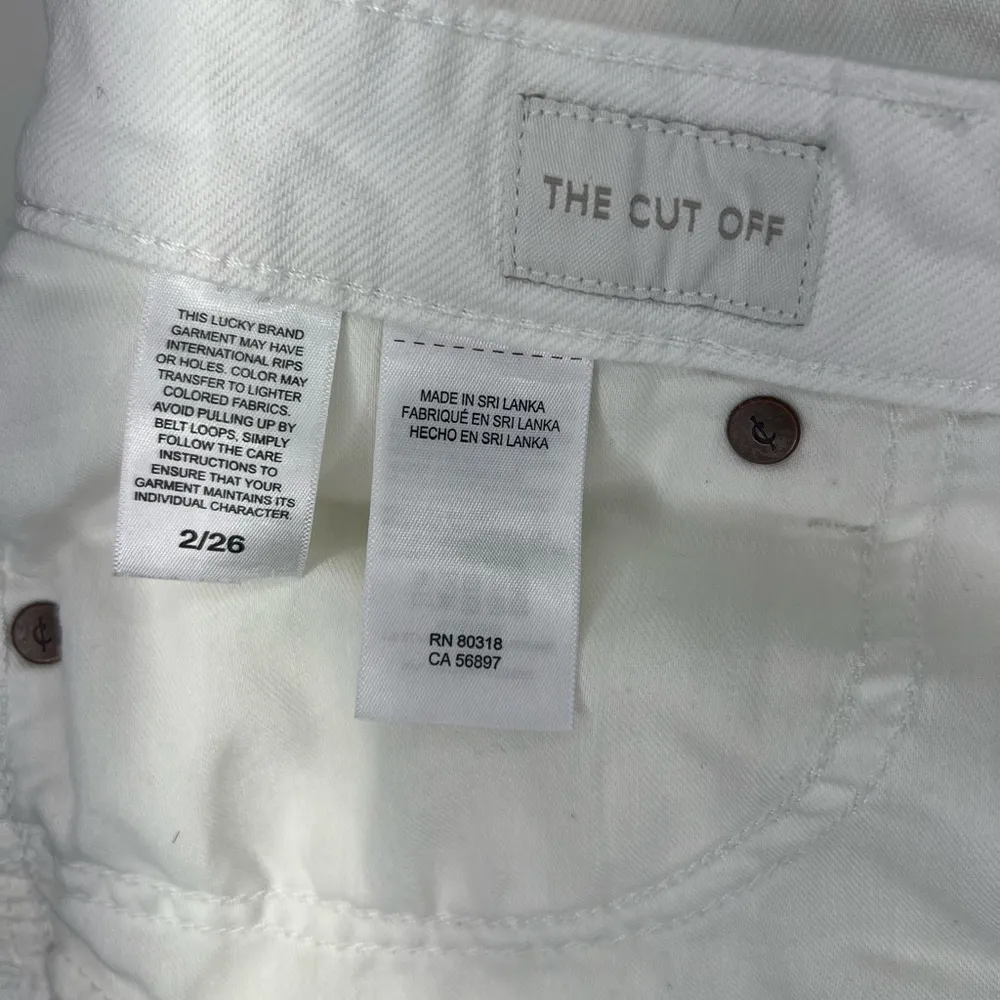 THE CUT OFF
THIS LUCKY BRAND
GARMENT MAY HAVE
INTERNATIONAL RIPS
OR HOLES. COLOR MAY
TRANSFER TO LIGHTER
COLORED FABRICS.
AVOID PULLING UP BY
BELT LOOPS, SIMPLY
FOLLOW THE CARE
INSTRUCTIONS TO
ENSURE THAT YOUR
GARMENT MAINTAINS ITS
INDIVIDUAL CHARACTER.
2/26
MADE IN SRI LANKA
FABRIQUÉ EN SRI LANKA
HECHO EN SRI LANKA
RN 80318
CA 56897